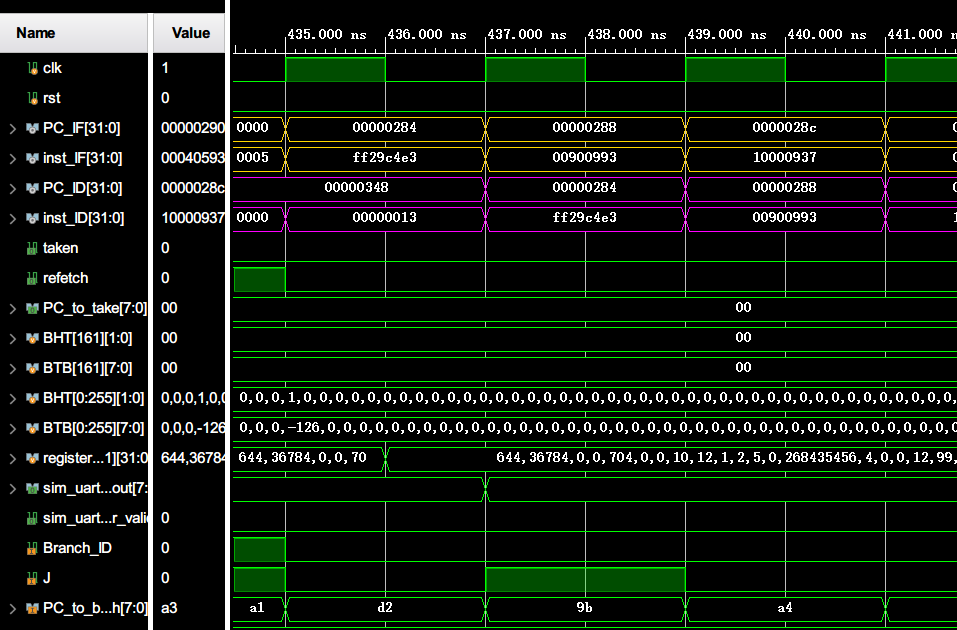 Name Value
435.000 ns 436.000 ns 437.000 ns 438.000 ns 439.000 ns 440.000 ns 441.000 n
clk 1
rst 0
PC_IF[31:0] 00000290 0000 00000284 00000288 0000028c 0
inst_IF[31:0] 00040593 0005 ff29c4e3 00900993 10000937 0
PC_ID[31:0] 0000028c 00000348 00000284 00000288 0
inst_ID[31:0] 10000937 0000 00000013 ff29c4e3 00900993 1
taken 0
refetch 0
PC_to_take[7:0] 00 00
BHT[161][1:0] 00 00
BTB[161][7:0] 00 00
BHT[0:255][1:0] 0,0,0,1,0,0 0,0,0,1,0,0,0,0,0,0,0,0,0,0,0,0,0,0,0,0,0,0,0,0,0,0,0,0,0,0,0,0,0,0,0,0,0,0,0,0,0,0,0,0,0,
BTB[0:255][7:0] 0,0,0,-126 0,0,0,-126,0,0,0,0,0,0,0,0,0,0,0,0,0,0,0,0,0,0,0,0,0,0,0,0,0,0,0,0,0,0,0,0,0,0,0,0,0,0,0,0
register...1][31:0 644,36784 644,36784,0,0,70 644,36784,0,0,704,0,0,10,12,1,2,5,0,268435456,4,0,0,12,99,
sim_uart...out[7:
sim_uart...r_vali 0
Branch_ID 0
J 0
PC_to_b...h[7:0] a3 a1 d2 9b a4